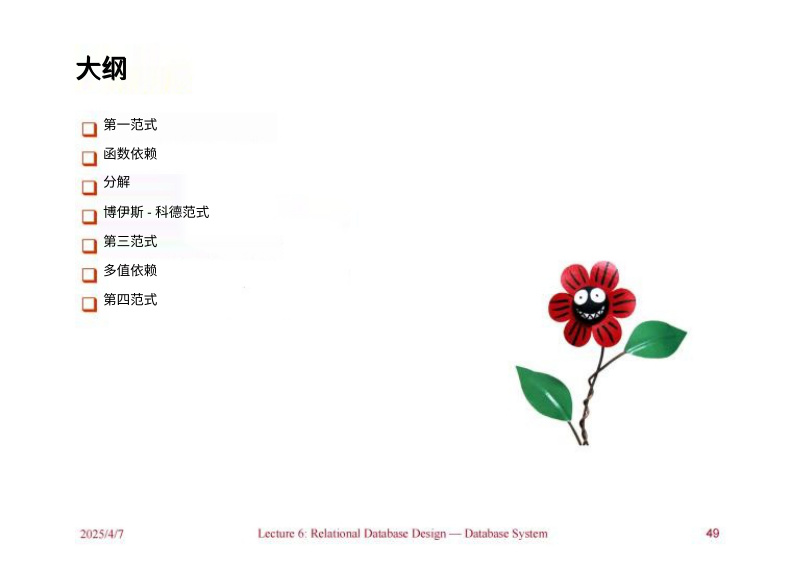 大纲
第一范式
函数依赖
分解
博伊斯 - 科德范式
第三范式
多值依赖
第四范式
2025/4/7 Lecture 6: Relational Database Design — Database System 49